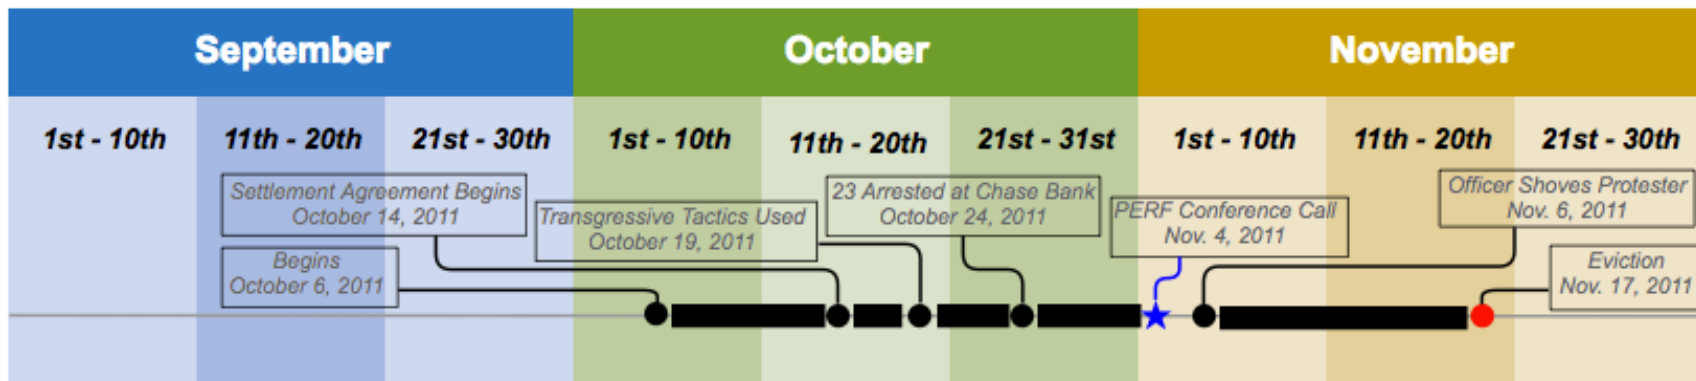 September
October
November
1st - 10th
11th - 20th
21st - 30th
1st - 10th
11th - 20th
21st - 31st
1st - 10th
11th - 20th
21st - 30th
Settlement Agreement Begins
October 14, 2011
Begins
October 6, 2011
Transgressive Tactics Used
October 19, 2011
23 Arrested at Chase Bank
October 24, 2011
PERF Conference Call
Nov. 4, 2011
Officer Shoves Protester
Nov. 6, 2011
Eviction
Nov. 17, 2011